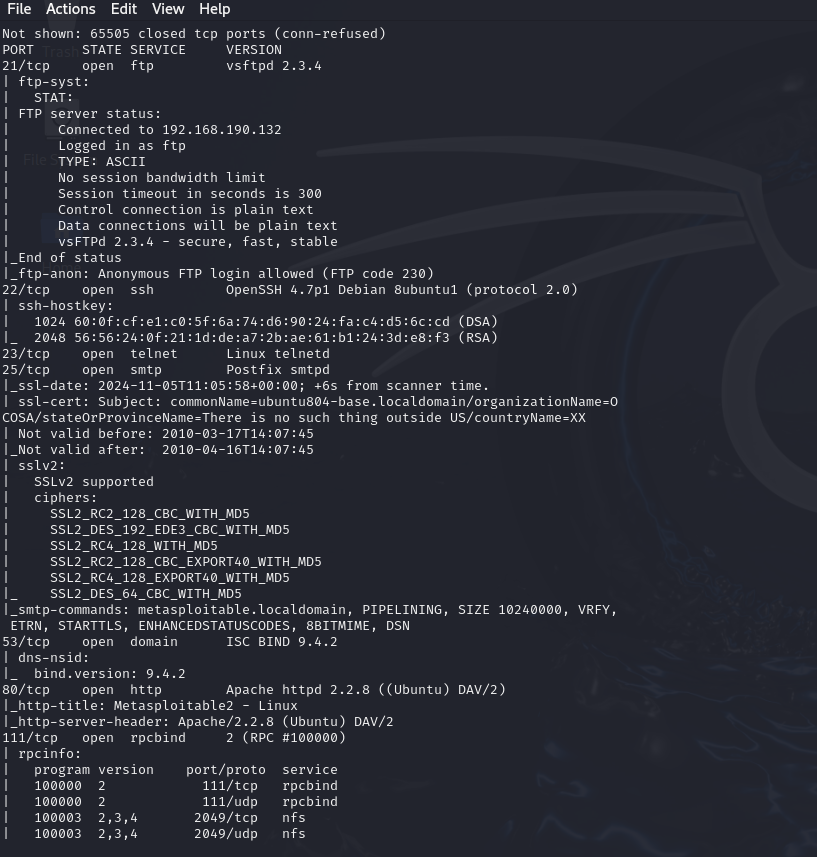 File Actions Edit View Help
Not shown: 65505 closed tcp ports (conn-refused)
PORT STATE SERVICE VERSION
21/tcp open ftp vsftpd 2.3.4
| ftp-syst:
| STAT:
| FTP server status:
| Connected to 192.168.190.132
| Logged in as ftp
| TYPE: ASCII
| No session bandwidth limit
| Session timeout in seconds is 300
| Control connection is plain text
| Data connections will be plain text
| vsFTPd 2.3.4 - secure, fast, stable
|_End of status
|_ftp-anon: Anonymous FTP login allowed (FTP code 230)
22/tcp open ssh OpenSSH 4.7p1 Debian 8ubuntu1 (protocol 2.0)
| ssh-hostkey:
| 1024 60:0f:cf:e1:c0:5f:6a:74:d6:90:24:fa:c4:d5:6c:cd (DSA)
|_ 2048 56:56:24:0f:21:1d:de:a7:2b:ae:61:b1:24:3d:e8:f3 (RSA)
23/tcp open telnet Linux telnetd
25/tcp open smtp Postfix smtpd
|_ssl-date: 2024-11-05T11:05:58+00:00; +6s from scanner time.
| ssl-cert: Subject: commonName=ubuntu804-base.localdomain/organizationName=O
COSA/stateOrProvinceName=There is no such thing outside US/countryName=XX
| Not valid before: 2010-03-17T14:07:45
|_Not valid after: 2010-04-16T14:07:45
| sslv2:
| SSLv2 supported
| ciphers:
| SSL2_RC2_128_CBC_WITH_MD5
| SSL2_DES_192_EDE3_CBC_WITH_MD5
| SSL2_RC4_128_WITH_MD5
| SSL2_RC2_128_CBC_EXPORT40_WITH_MD5
| SSL2_RC4_128_EXPORT40_WITH_MD5
|_ SSL2_DES_64_CBC_WITH_MD5
|_smtp-commands: metasploitable.localdomain, PIPELINING, SIZE 10240000, VRFY,
ETRN, STARTTLS, ENHANCEDSTATUSCODES, 8BITMIME, DSN
53/tcp open domain ISC BIND 9.4.2
| dns-nsid:
|_ bind.version: 9.4.2
80/tcp open http Apache httpd 2.2.8 ((Ubuntu) DAV/2)
|_http-title: Metasploitable2 - Linux
|_http-server-header: Apache/2.2.8 (Ubuntu) DAV/2
111/tcp open rpcbind 2 (RPC #100000)
| rpcinfo:
| program version port/proto service
| 100000 2 111/tcp rpcbind
| 100000 2 111/udp rpcbind
| 100003 2,3,4 2049/tcp nfs
| 100003 2,3,4 2049/udp nfs